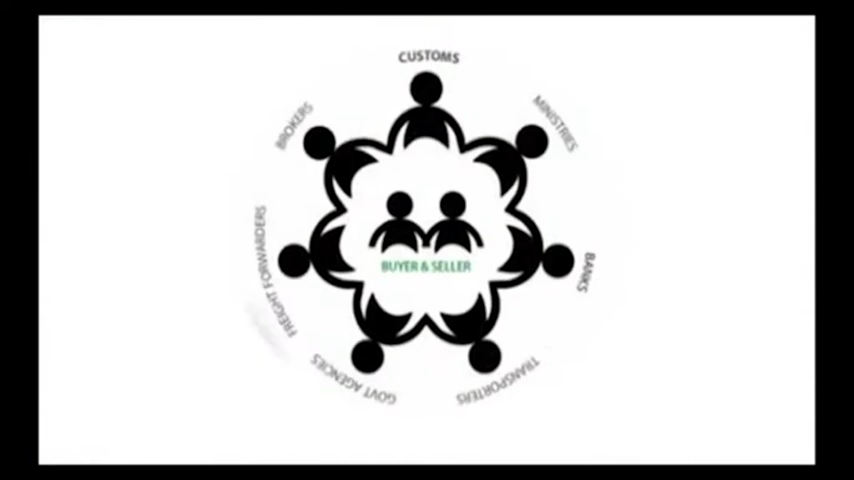 CUSTOMS
MINISTRIES
BANKS
TRANSPORTERS
GOVT AGENCIES
FREIGHT FORWARDERS
BROKERS
BUYER & SELLER